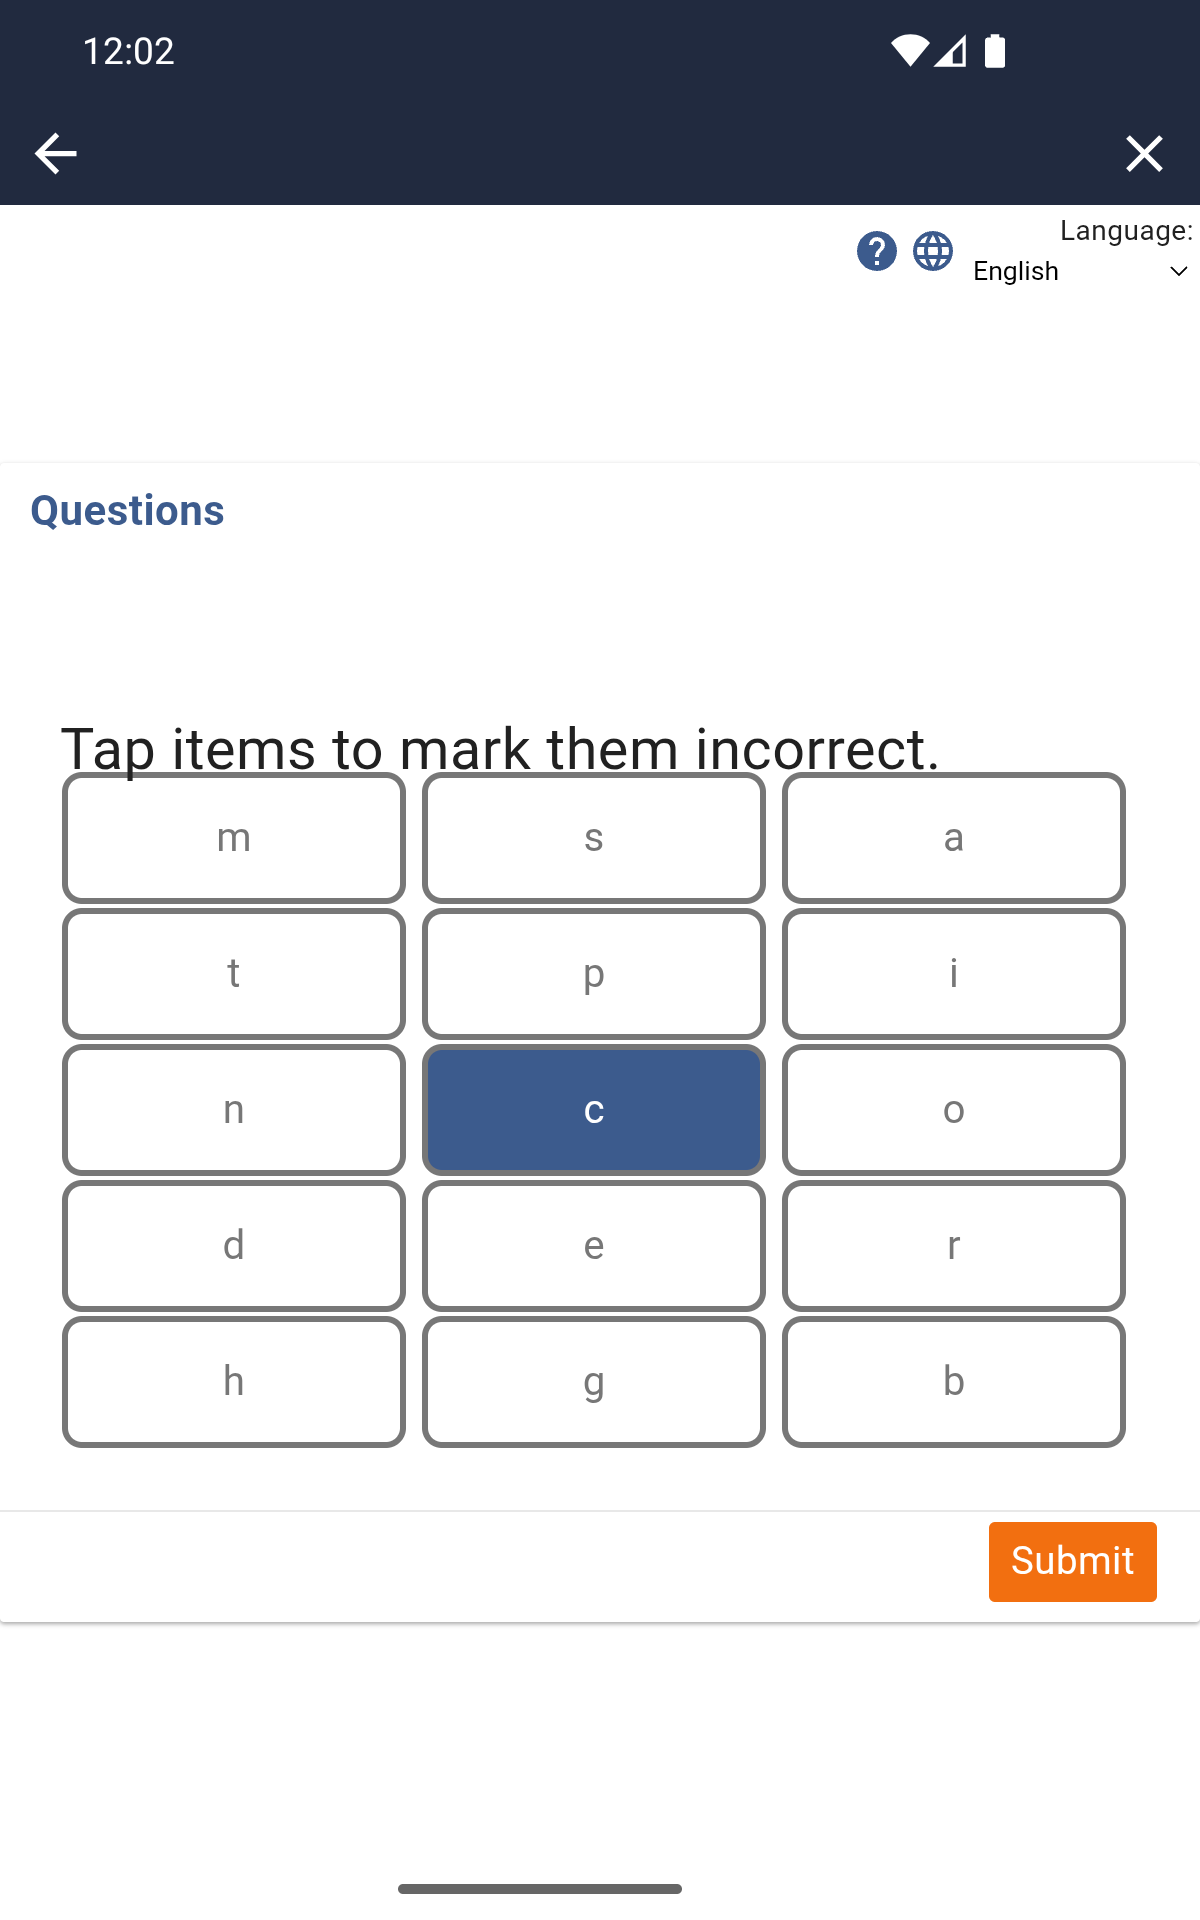 12:02
Language:
English
Questions
Tap items to mark them incorrect.
m s a
t p i
n c o
d e r
h g b
Submit